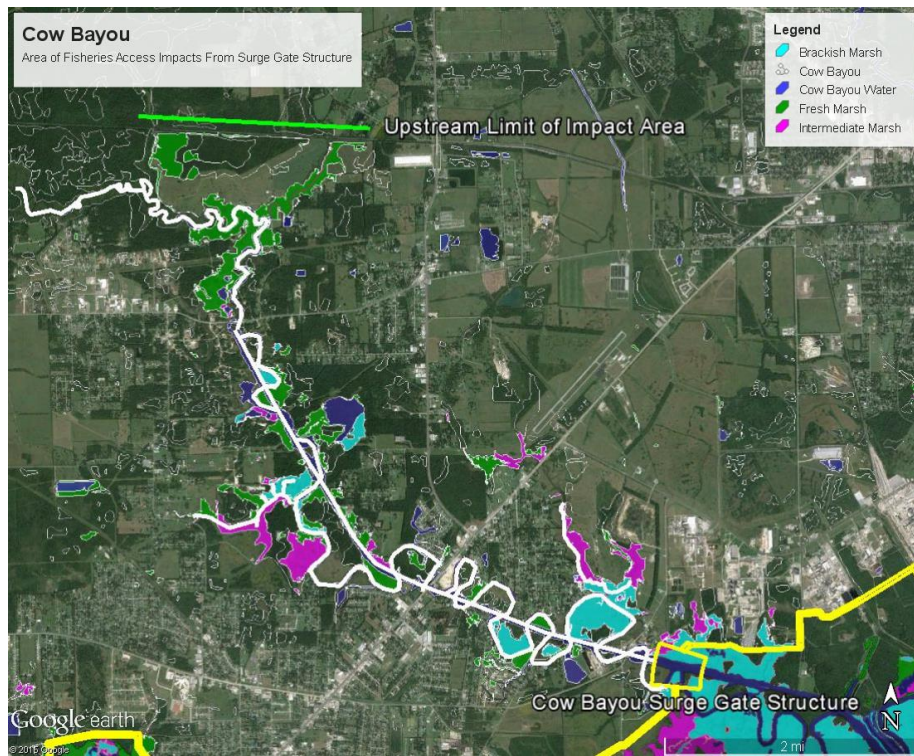 Cow Bayou
Area of Fisheries Access Impacts From Surge Gate Structure
Legend
Brackish Marsh
Cow Bayou
Cow Bayou Water
Fresh Marsh
Intermediate Marsh
Upstream Limit of Impact Area
Cow Bayou Surge Gate Structure
N
Google earth
© 2015 Google
2 mi